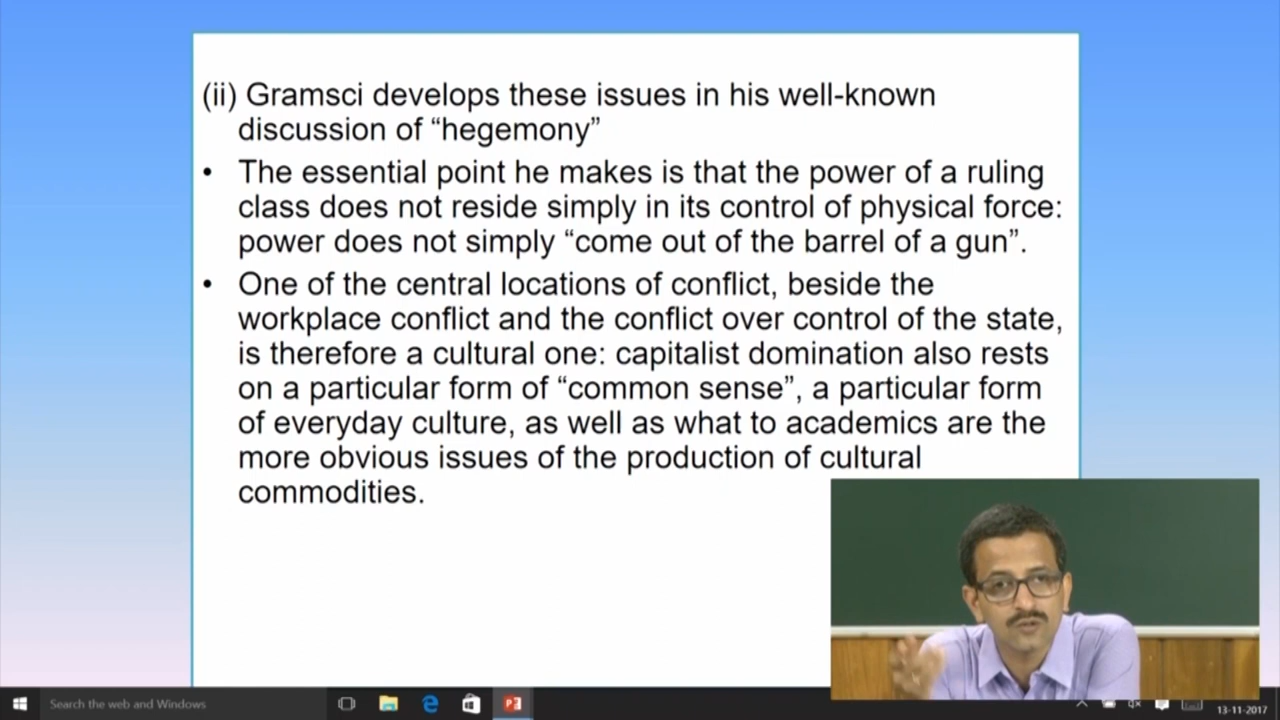 (ii) Gramsci develops these issues in his well-known
discussion of “hegemony”
• The essential point he makes is that the power of a ruling
class does not reside simply in its control of physical force:
power does not simply “come out of the barrel of a gun”.
• One of the central locations of conflict, beside the
workplace conflict and the conflict over control of the state,
is therefore a cultural one: capitalist domination also rests
on a particular form of “common sense”, a particular form
of everyday culture, as well as what to academics are the
more obvious issues of the production of cultural
commodities.
Search the web and Windows
13-11-2017